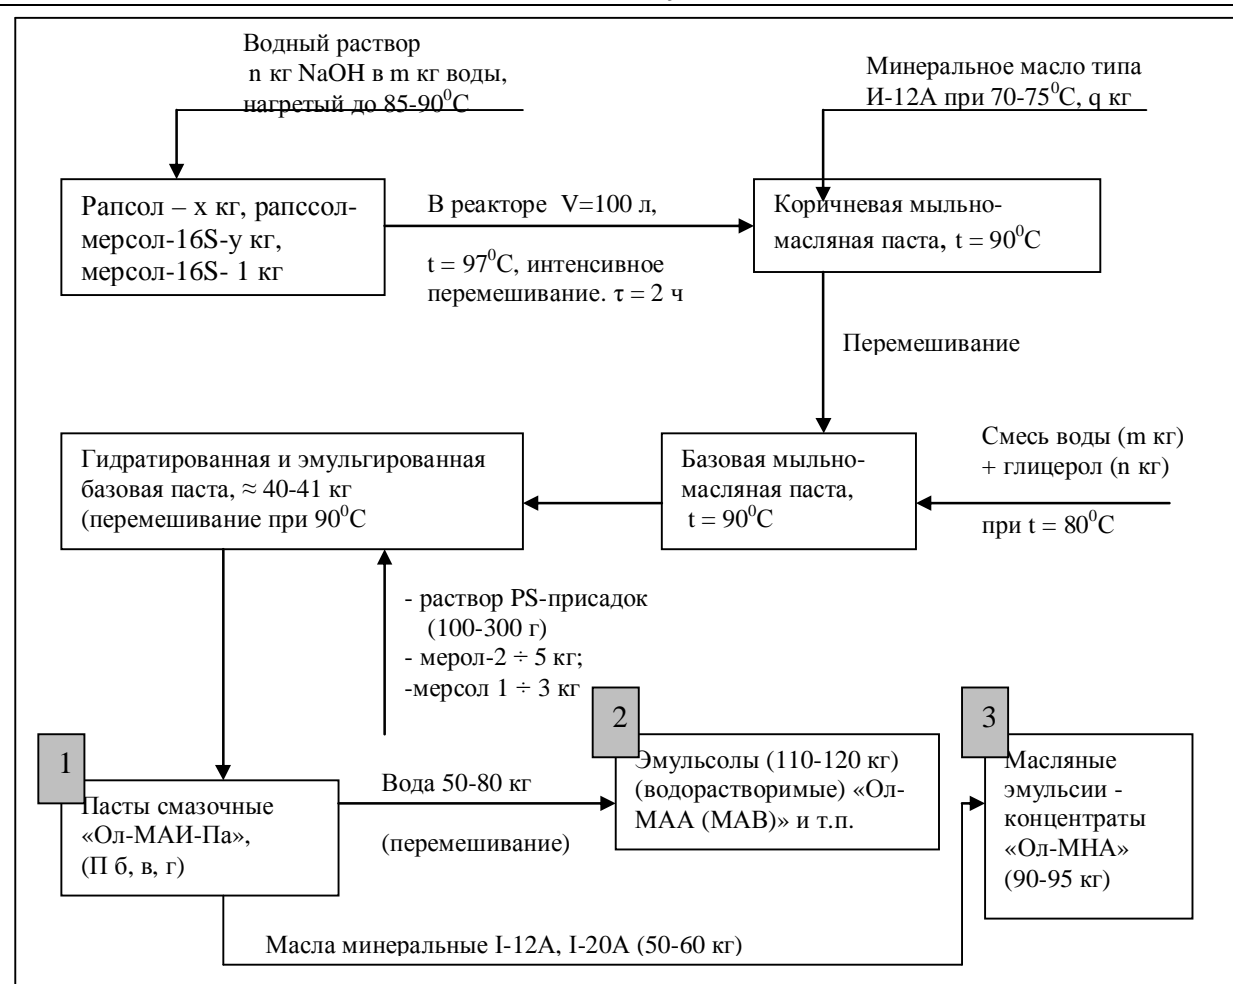 Водный раствор
n кг NaOH в m кг воды,
нагретый до 85-90⁰С
Минеральное масло типа
И-12А при 70-75⁰С, q кг
Рапсол – х кг, рапссол-
мерсол-16S-у кг,
мерсол-16S- 1 кг
В реакторе V=100 л,
t = 97⁰С, интенсивное
перемешивание. τ = 2 ч
Коричневая мыльно-
масляная паста, t = 90⁰С
Перемешивание
Смесь воды (m кг)
+ глицерол (n кг)
при t = 80⁰С
Базовая мыльно-
масляная паста,
t = 90⁰С
Гидратированная и эмульгированная
базовая паста, ≈ 40-41 кг
(перемешивание при 90⁰С
- раствор PS-присадок
(100-300 г)
- мерол-2 ÷ 5 кг;
-мерсол 1 ÷ 3 кг
1
Пасты смазочные
«Ол-МАИ-Па»,
(П б, в, г)
Вода 50-80 кг
(перемешивание)
2
Эмульсолы (110-120 кг)
(водорастворимые) «Ол-
МАА (МАВ)» и т.п.
3
Масляные
эмульсии -
концентраты
«Ол-МНА»
(90-95 кг)
Масла минеральные I-12А, I-20А (50-60 кг)